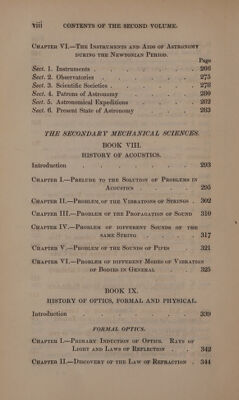 viii CONTENTS OF THE SECOND VOLUME.
CHAPTER VI.—THE INSTRUMENTS AND AIDS OF ASTRONOMY
DURING THE NEWTONIAN PERIOD.
Page
Sect. 1. Instruments . . . . . 266
Sect. 2. Observatories . . . . . 275
Sect. 3. Scientific Societies . . . . . 278
Sect. 4. Patrons of Astronomy . . . . 280
Sect. 5. Astronomical Expeditions . . . . 282
Sect. 6. Present State of Astronomy . . . 283
THE SECONDARY MECHANICAL SCIENCES.
BOOK VIII.
HISTORY OF ACOUSTICS.
Introduction . . . . . 293
CHAPTER I.—PRELUDE TO THE SOLUTION OF PROBLEMS IN
ACOUSTICS . . . . 295
CHAPTER II.—PROBLEM OF THE VIBRATIONS OF STRINGS . 302
CHAPTER III.—PROBLEM OF THE PROPAGATION OF SOUND 310
CHAPTER IV.—PROBLEM OF DIFFERENT SOUNDS OF THE
SAME STRING . . . . 317
CHAPTER V.—PROBLEM OF THE SOUNDS OF PIPES . 321
CHAPTER VI.—PROBLEM OF DIFFERENT MODES OF VIBRATION
OF BODIES IN GENERAL . . . 325
BOOK IX.
HISTORY OF OPTICS, FORMAL AND PHYSICAL.
Introduction . . . . . 339
FORMAL OPTICS.
CHAPTER I.—PRIMARY INDUCTION OF OPTICS. RAYS OF
LIGHT AND LAWS OF REFLECTION . . 342
CHAPTER II.—DISCOVERY OF THE LAW OF REFRACTION . 344